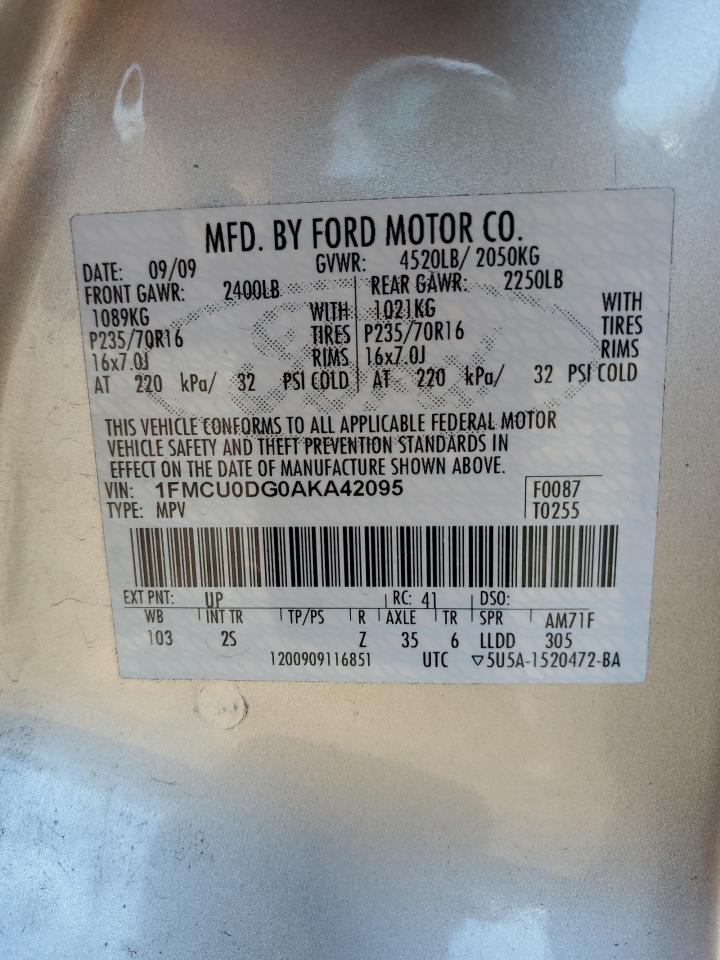 MFD. BY FORD MOTOR CO.
DATE: 09/09 GVWR: 4520LB/ 2050KG
FRONT GAWR: 2400LB REAR GAWR: 2250LB
1089KG WITH 1021KG WITH
P235/70R16 TIRES P235/70R16 TIRES
16x7.0J RIMS 16x7.0J RIMS
AT 220 kPa/ 32 PSI COLD AT 220 kPa/ 32 PSI COLD
THIS VEHICLE CONFORMS TO ALL APPLICABLE FEDERAL MOTOR
VEHICLE SAFETY AND THEFT PREVENTION STANDARDS IN
EFFECT ON THE DATE OF MANUFACTURE SHOWN ABOVE.
VIN: 1FMCU0DG0AKA42095 F0087
TYPE: MPV T0255
EXT PNT: UP RC: 41 DSO:
WB INT TR TP/PS R AXLE TR SPR AM71F
103 2S Z 35 6 LLDD 305
1200909116851 UTC ▽5U5A-1520472-BA